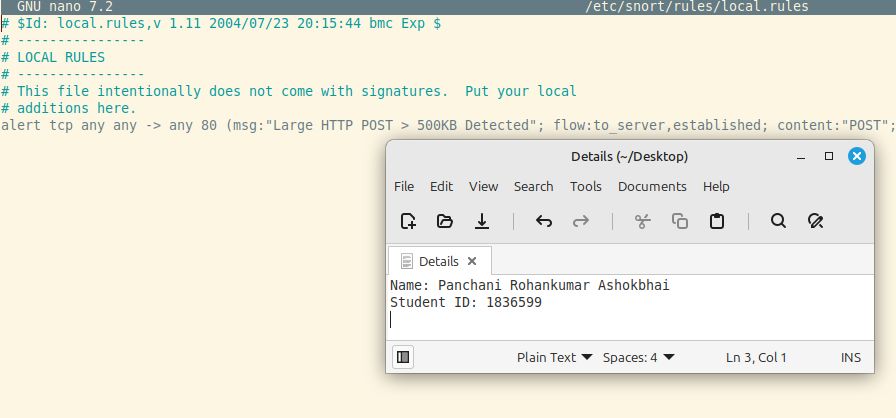 GNU nano 7.2 /etc/snort/rules/local.rules
# $Id: local.rules,v 1.11 2004/07/23 20:15:44 bmc Exp $
# ----------------
# LOCAL RULES
# ----------------
# This file intentionally does not come with signatures.  Put your local
# additions here.
alert tcp any any -> any 80 (msg:"Large HTTP POST > 500KB Detected"; flow:to_server,established; content:"POST";
Details (~/Desktop)
File Edit View Search Tools Documents Help
Details
Name: Panchani Rohankumar Ashokbhai
Student ID: 1836599
Plain Text Spaces: 4 Ln 3, Col 1 INS